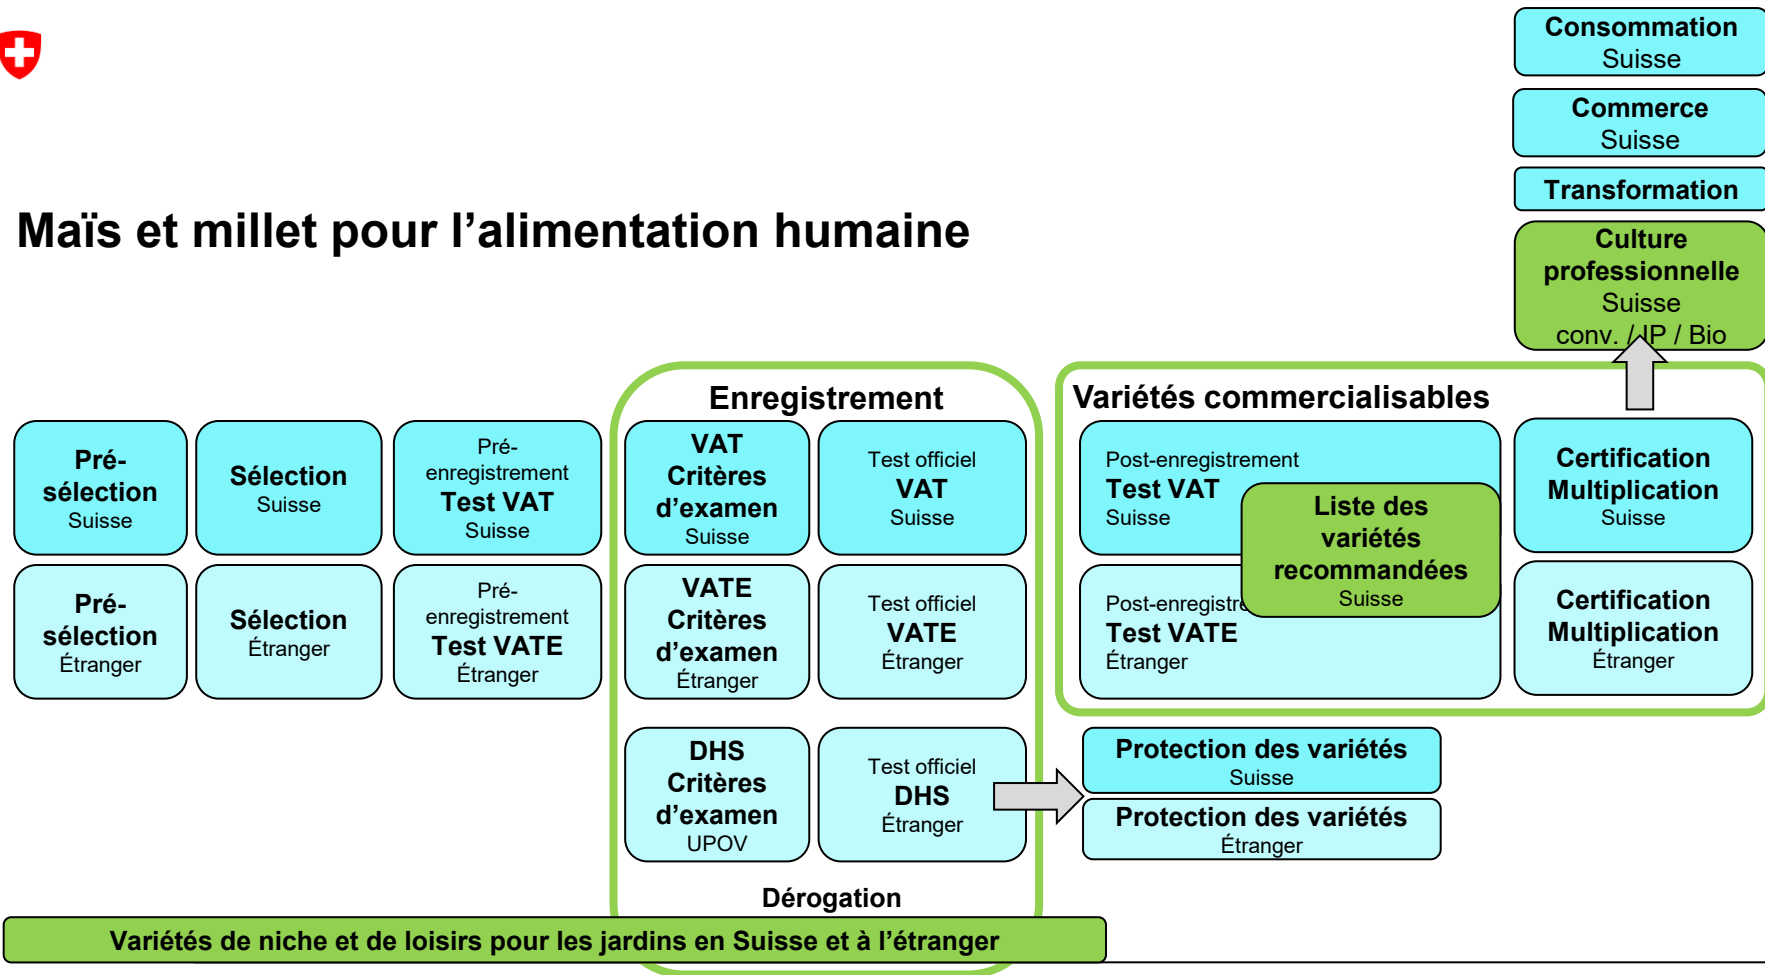 Consommation
Suisse
Commerce
Suisse
Transformation
Culture
professionnelle
Suisse
conv. / IP / Bio
Maïs et millet pour l’alimentation humaine
Enregistrement
Variétés commercialisables
Pré-
sélection
Suisse
Sélection
Suisse
Pré-
enregistrement
Test VAT
Suisse
VAT
Critères
d’examen
Suisse
Test officiel
VAT
Suisse
Post-enregistrement
Test VAT
Suisse
Liste des
variétés
recommandées
Suisse
Certification
Multiplication
Suisse
Pré-
sélection
Étranger
Sélection
Étranger
Pré-
enregistrement
Test VATE
Étranger
VATE
Critères
d’examen
Étranger
Test officiel
VATE
Étranger
Post-enregistre
Test VATE
Étranger
Certification
Multiplication
Étranger
DHS
Critères
d’examen
UPOV
Test officiel
DHS
Étranger
Protection des variétés
Suisse
Protection des variétés
Étranger
Dérogation
Variétés de niche et de loisirs pour les jardins en Suisse et à l’étranger